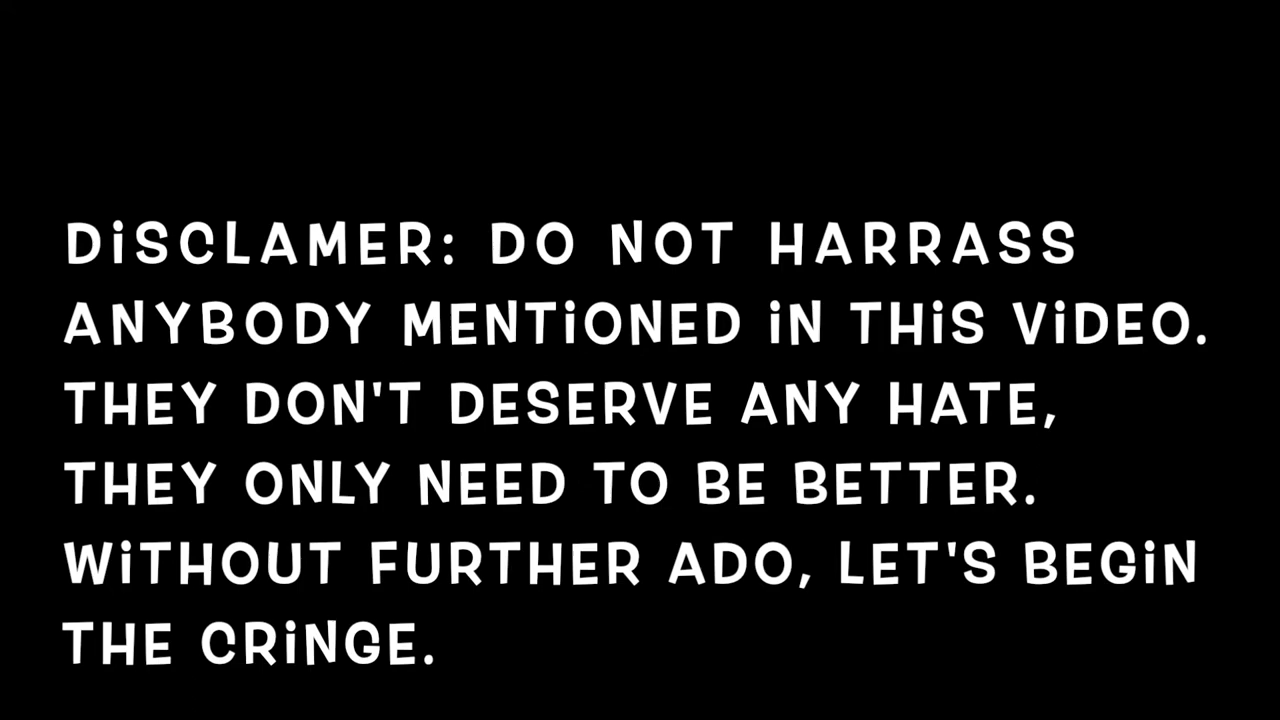 DiSCLAMER: DO NOT HARRASS
ANYBODY MENTiONED iN THiS ViDEO.
THEY DON'T DESERVE ANY HATE,
THEY ONLY NEED TO BE BETTER.
WiTHOUT FURTHER ADO, LET'S BEGiN
THE CRiNGE.